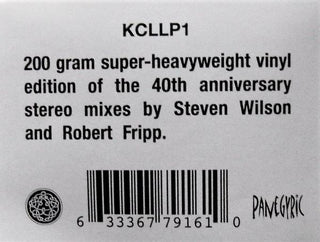 KCLLP1
200 gram super-heavyweight vinyl
edition of the 40th anniversary
stereo mixes by Steven Wilson
and Robert Fripp.
6 33367 79161 0
PANEGYRIC